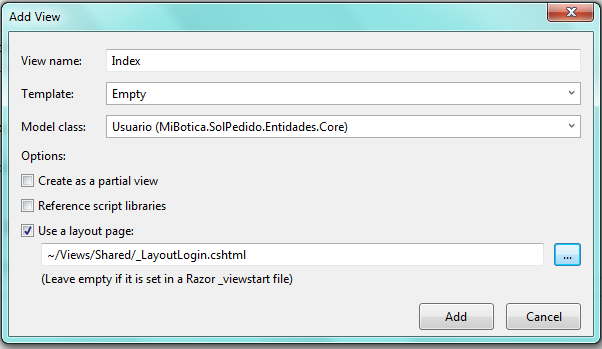 Add View
View name: Index
Template: Empty
Model class: Usuario (MiBotica.SolPedido.Entidades.Core)
Options:
Create as a partial view
Reference script libraries
Use a layout page:
~/Views/Shared/_LayoutLogin.cshtml ...
(Leave empty if it is set in a Razor _viewstart file)
Add Cancel